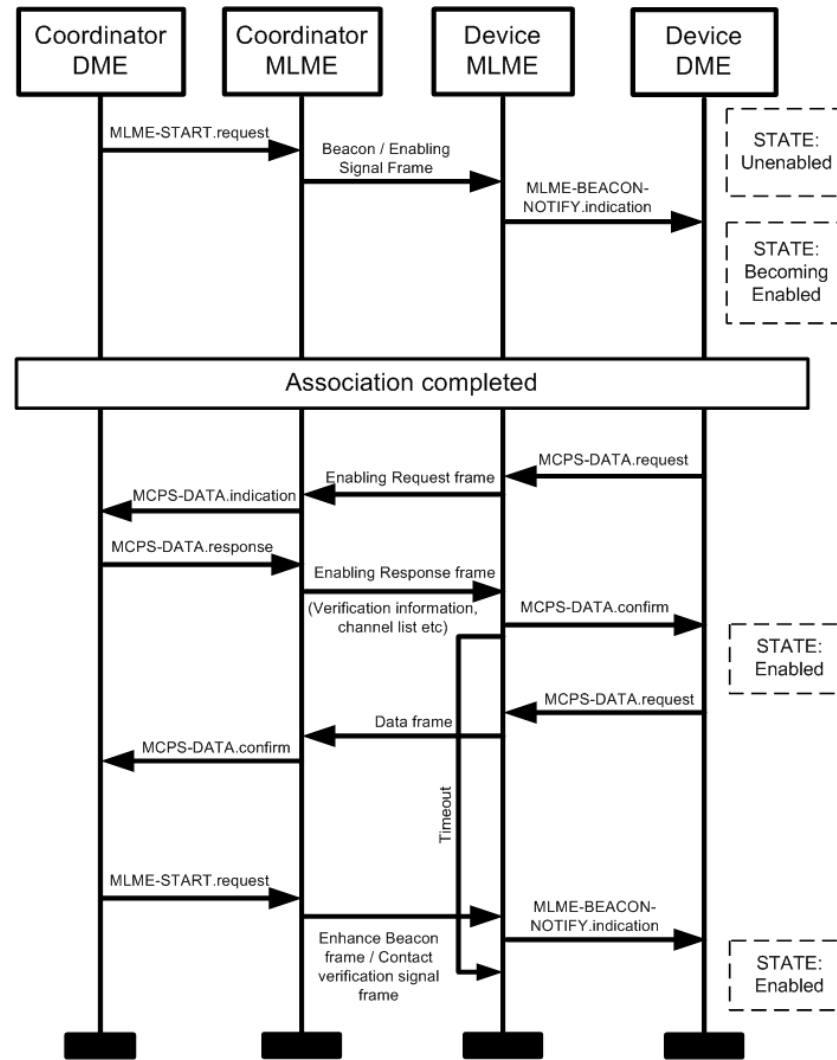 Coordinator
DME
Coordinator
MLME
Device
MLME
Device
DME
MLME-START.request
Beacon / Enabling
Signal Frame
MLME-BEACON-
NOTIFY.indication
STATE:
Unenabled
STATE:
Becoming
Enabled
Association completed
MCPS-DATA.request
Enabling Request frame
MCPS-DATA.indication
MCPS-DATA.response
Enabling Response frame
(Verification information,
channel list etc)
MCPS-DATA.confirm
STATE:
Enabled
MCPS-DATA.request
Data frame
MCPS-DATA.confirm
Timeout
MLME-START.request
Enhance Beacon
frame / Contact
verification signal
frame
MLME-BEACON-
NOTIFY.indication
STATE:
Enabled